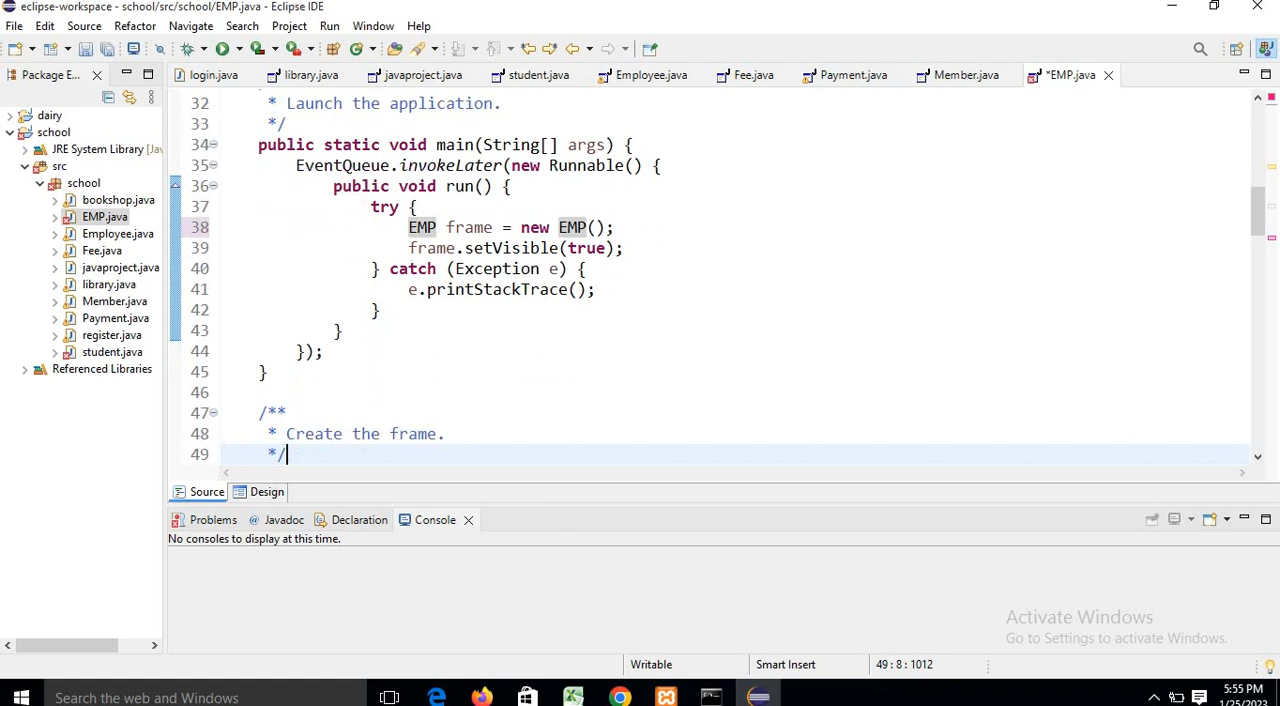 eclipse-workspace - school/src/school/EMP.java - Eclipse IDE
File Edit Source Refactor Navigate Search Project Run Window Help
Package E...
login.java library.java javaproject.java student.java Employee.java Fee.java Payment.java Member.java *EMP.java
dairy
school
JRE System Library [Jav
src
school
bookshop.java
EMP.java
Employee.java
Fee.java
javaproject.java
library.java
Member.java
Payment.java
register.java
student.java
Referenced Libraries
32 * Launch the application.
33 */
34 public static void main(String[] args) {
35 EventQueue.invokeLater(new Runnable() {
36 public void run() {
37 try {
38 EMP frame = new EMP();
39 frame.setVisible(true);
40 } catch (Exception e) {
41 e.printStackTrace();
42 }
43 }
44 });
45 }
46
47 /**
48 * Create the frame.
49 */
Source Design
Problems @ Javadoc Declaration Console
No consoles to display at this time.
Activate Windows
Go to Settings to activate Windows.
Writable Smart Insert 49 : 8 : 1012
Search the web and Windows
5:55 PM
1/25/2023